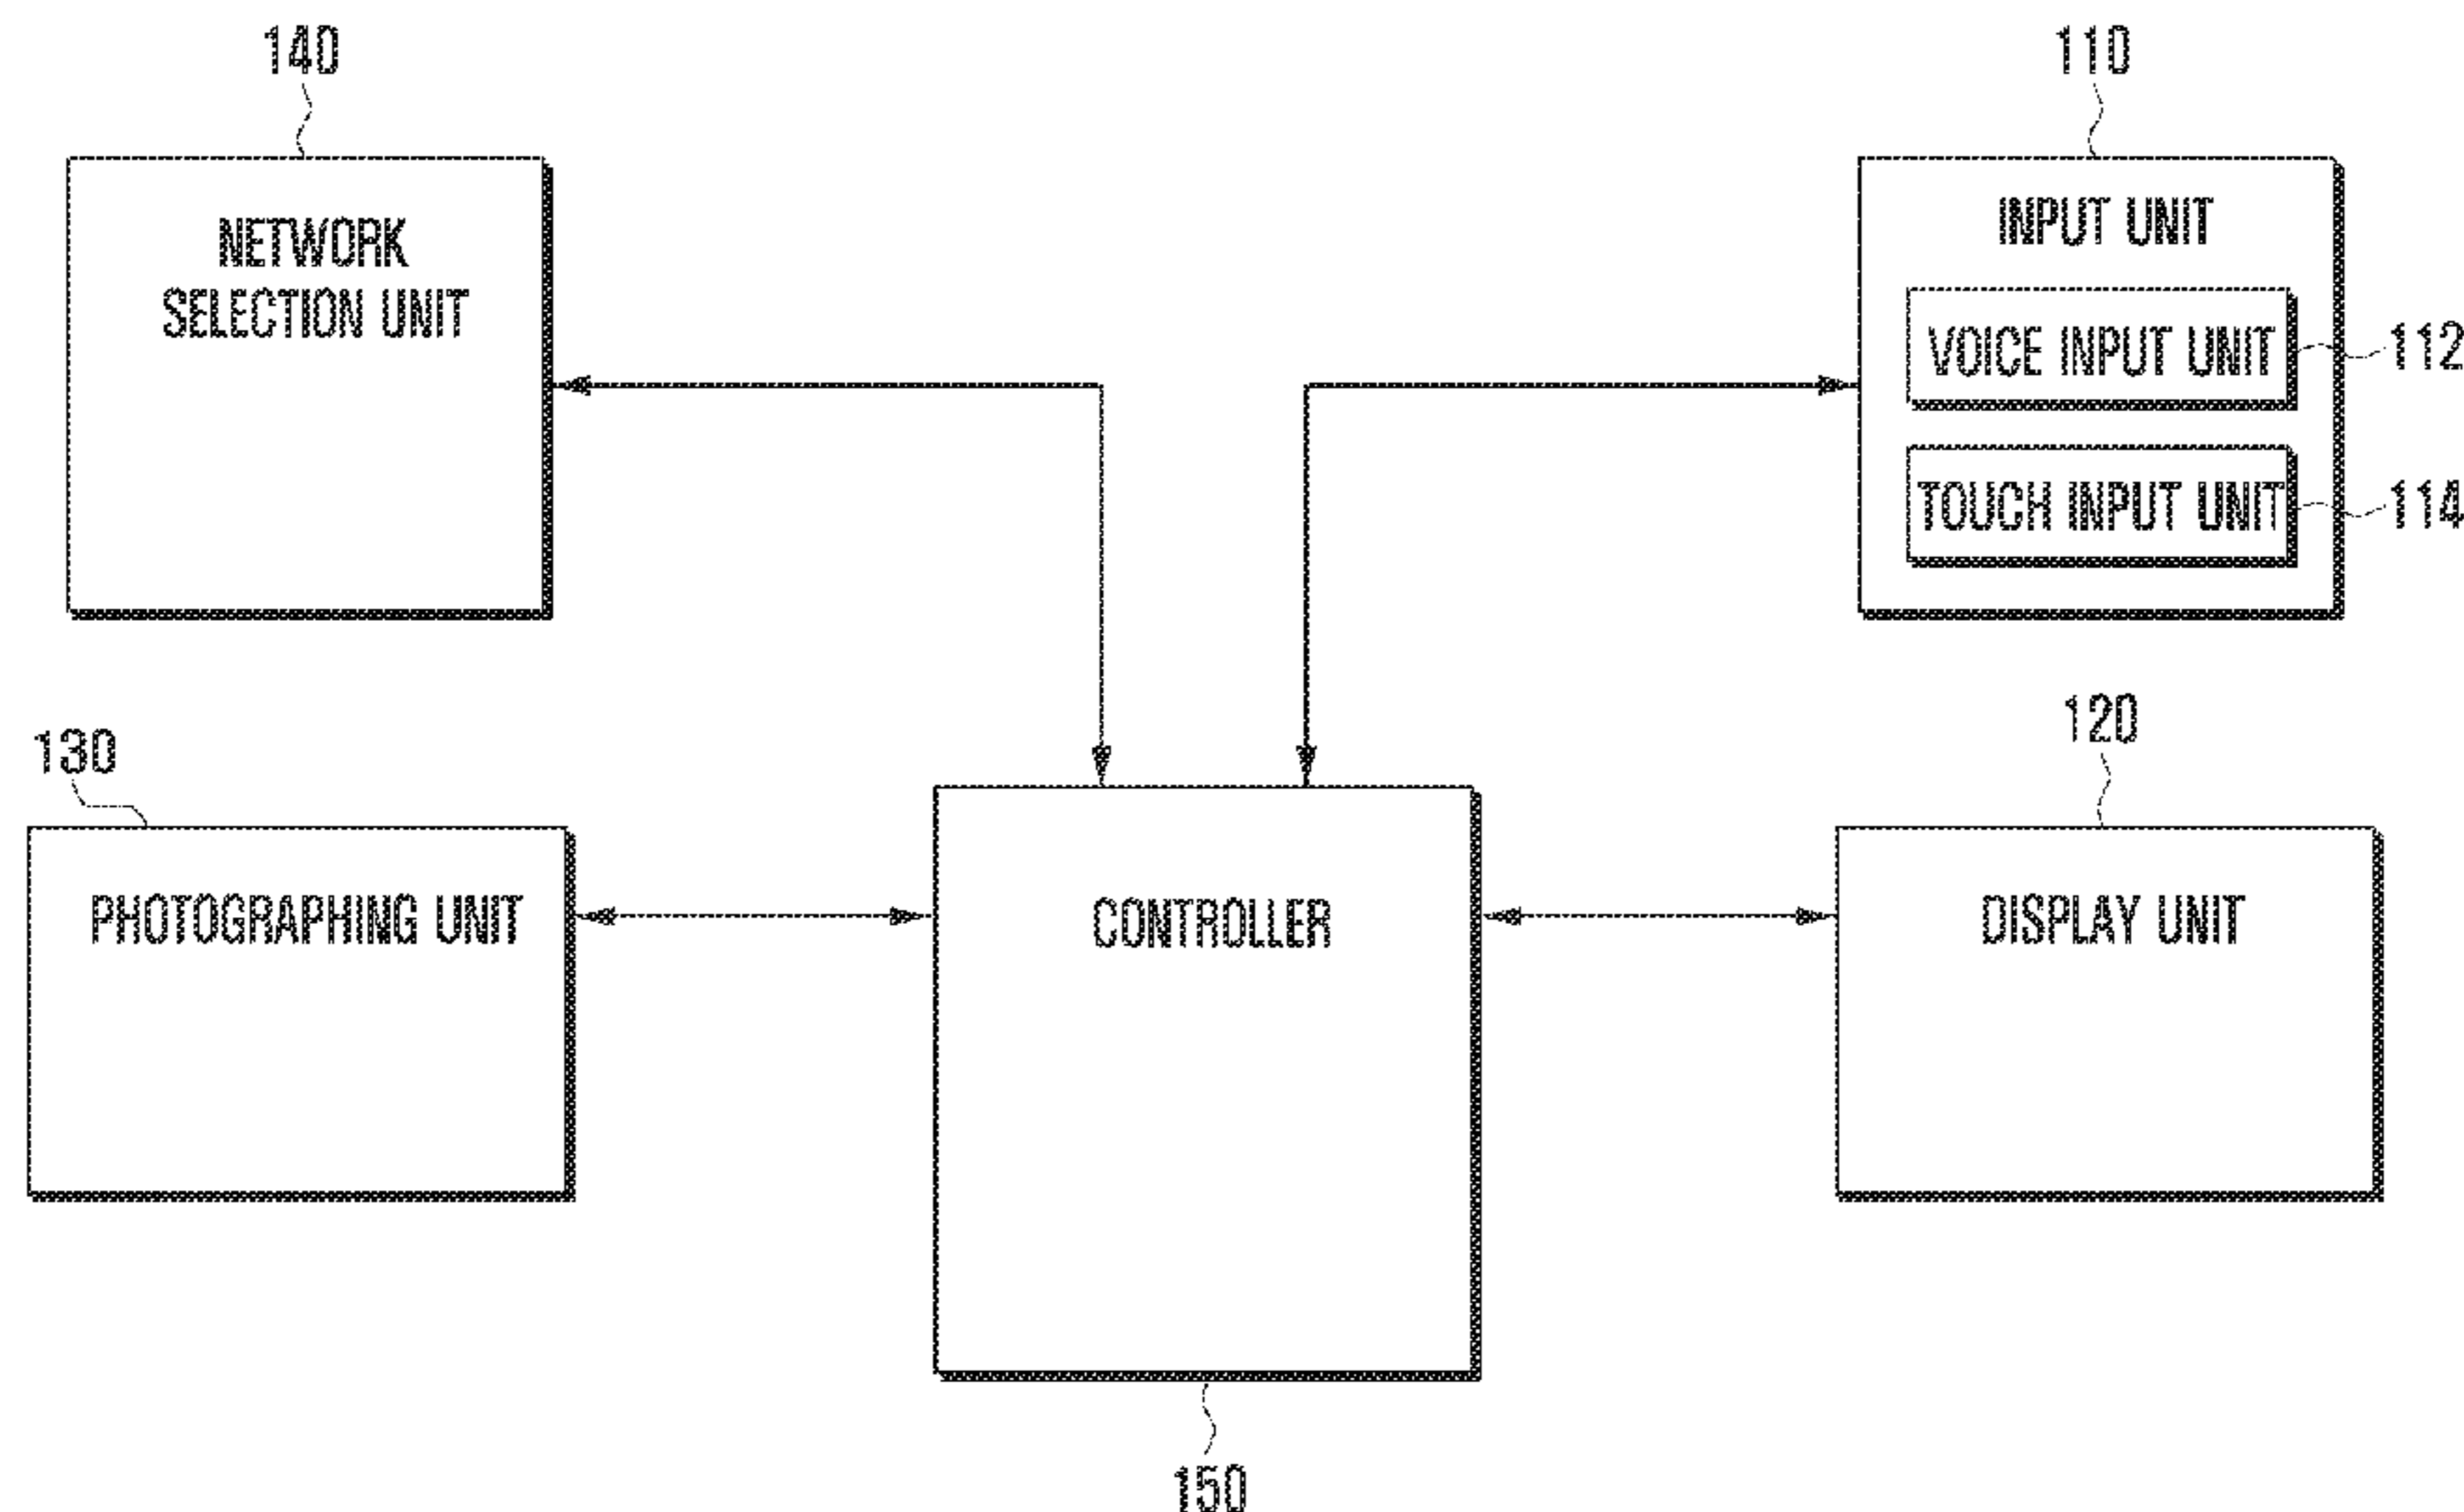 140
110
NETWORK
SELECTION UNIT
INPUT UNIT
VOICE INPUT UNIT
112
TOUCH INPUT UNIT
114
130
120
PHOTOGRAPHING UNIT
CONTROLLER
DISPLAY UNIT
150